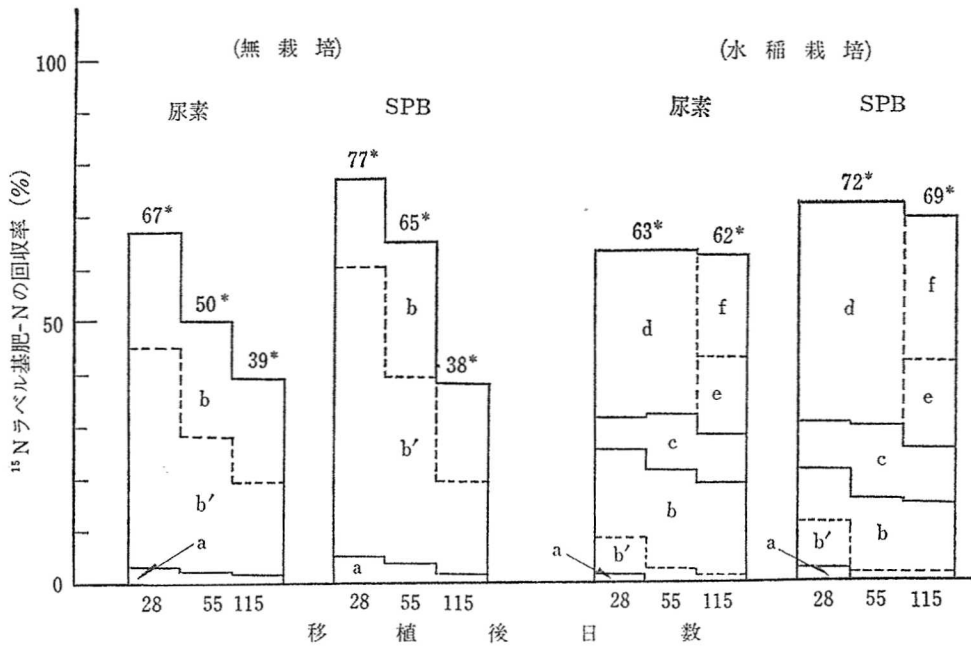 (無栽培) (水稲栽培)
100
尿素 SPB 尿素 SPB
¹⁵Nラベル基肥-Nの回収率 (%)
77*
72*
69*
67*
65*
63* 62*
50*
50
39*
38*
b b
b' b'
a a
d f d f
e e
c c
b b
b' b'
a a
0
28 55 115 28 55 115 28 55 115 28 55 115
移植後日数